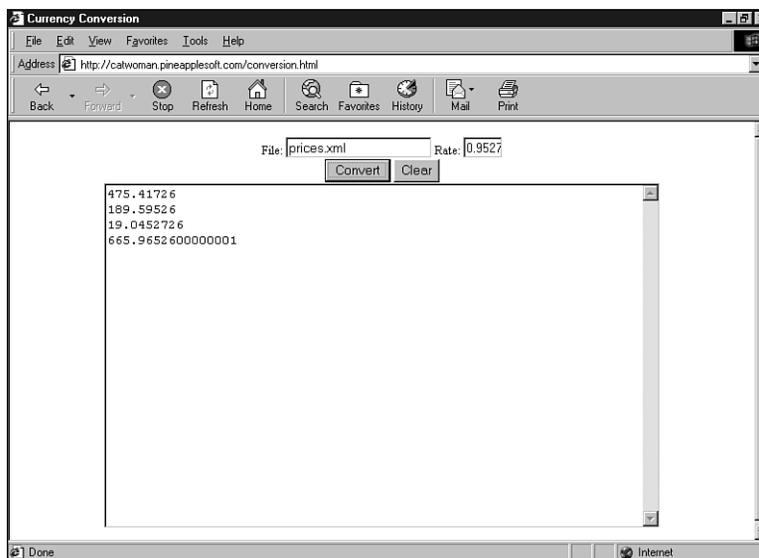 Currency Conversion
File Edit View Favorites Tools Help
Address http://catwoman.pineapplesoft.com/conversion.html
Back Forward Stop Refresh Home Search Favorites History Mail Print
File: prices.xml Rate: 0.9527
Convert Clear
475.41726
189.59526
19.0452726
665.9652600000001
Done Internet